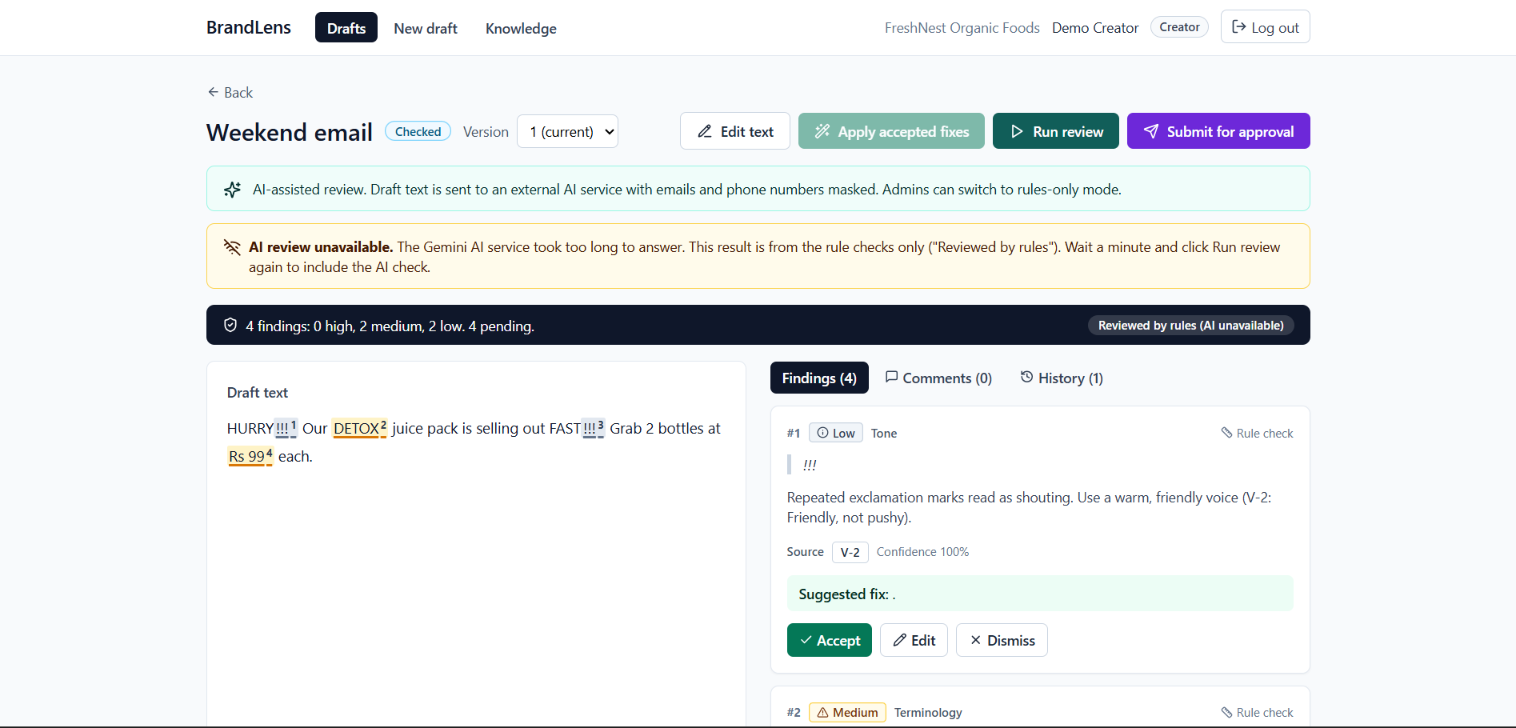 BrandLens Drafts New draft Knowledge FreshNest Organic Foods Demo Creator Creator Log out
← Back
Weekend email Checked Version 1 (current) Edit text Apply accepted fixes Run review Submit for approval
AI-assisted review. Draft text is sent to an external AI service with emails and phone numbers masked. Admins can switch to rules-only mode.
AI review unavailable. The Gemini AI service took too long to answer. This result is from the rule checks only ("Reviewed by rules"). Wait a minute and click Run review
again to include the AI check.
4 findings: 0 high, 2 medium, 2 low. 4 pending. Reviewed by rules (AI unavailable)
Draft text
HURRY!!!1 Our DETOX2 juice pack is selling out FAST!!!3 Grab 2 bottles at
Rs 994 each.
Findings (4) Comments (0) History (1)
#1 Low Tone Rule check
!!!
Repeated exclamation marks read as shouting. Use a warm, friendly voice (V-2:
Friendly, not pushy).
Source V-2 Confidence 100%
Suggested fix: .
Accept Edit Dismiss
#2 Medium Terminology Rule check